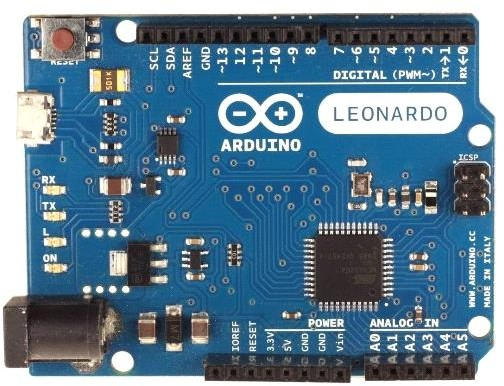 RESET
SCL
SDA
AREF
GND
~13
12
~11
~10
~9
8
7
~6
~5
4
~3
2
TX→1
RX←0
DIGITAL (PWM~)
501K
ARDUINO
™
LEONARDO
ICSP
RX
TX
L
ON
WWW.ARDUINO.CC
MADE IN ITALY
POWER
ANALOG IN
IOREF
RESET
3.3V
5V
GND
GND
Vin
A0
A1
A2
A3
A4
A5